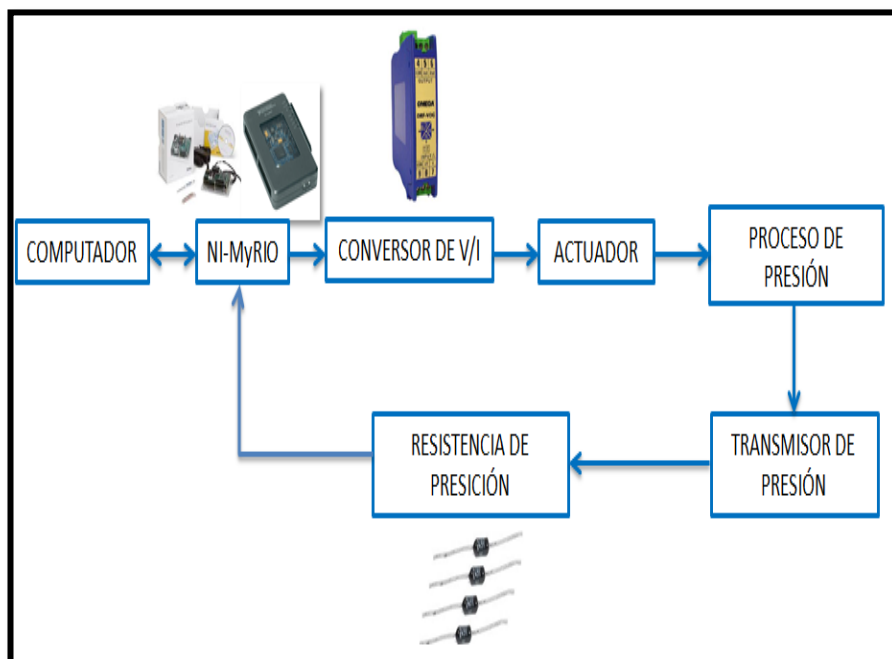 OMEGA
COMPUTADOR
NI-MyRIO
CONVERSOR DE V/I
ACTUADOR
PROCESO DE
PRESIÓN
RESISTENCIA DE
PRESICIÓN
TRANSMISOR DE
PRESIÓN